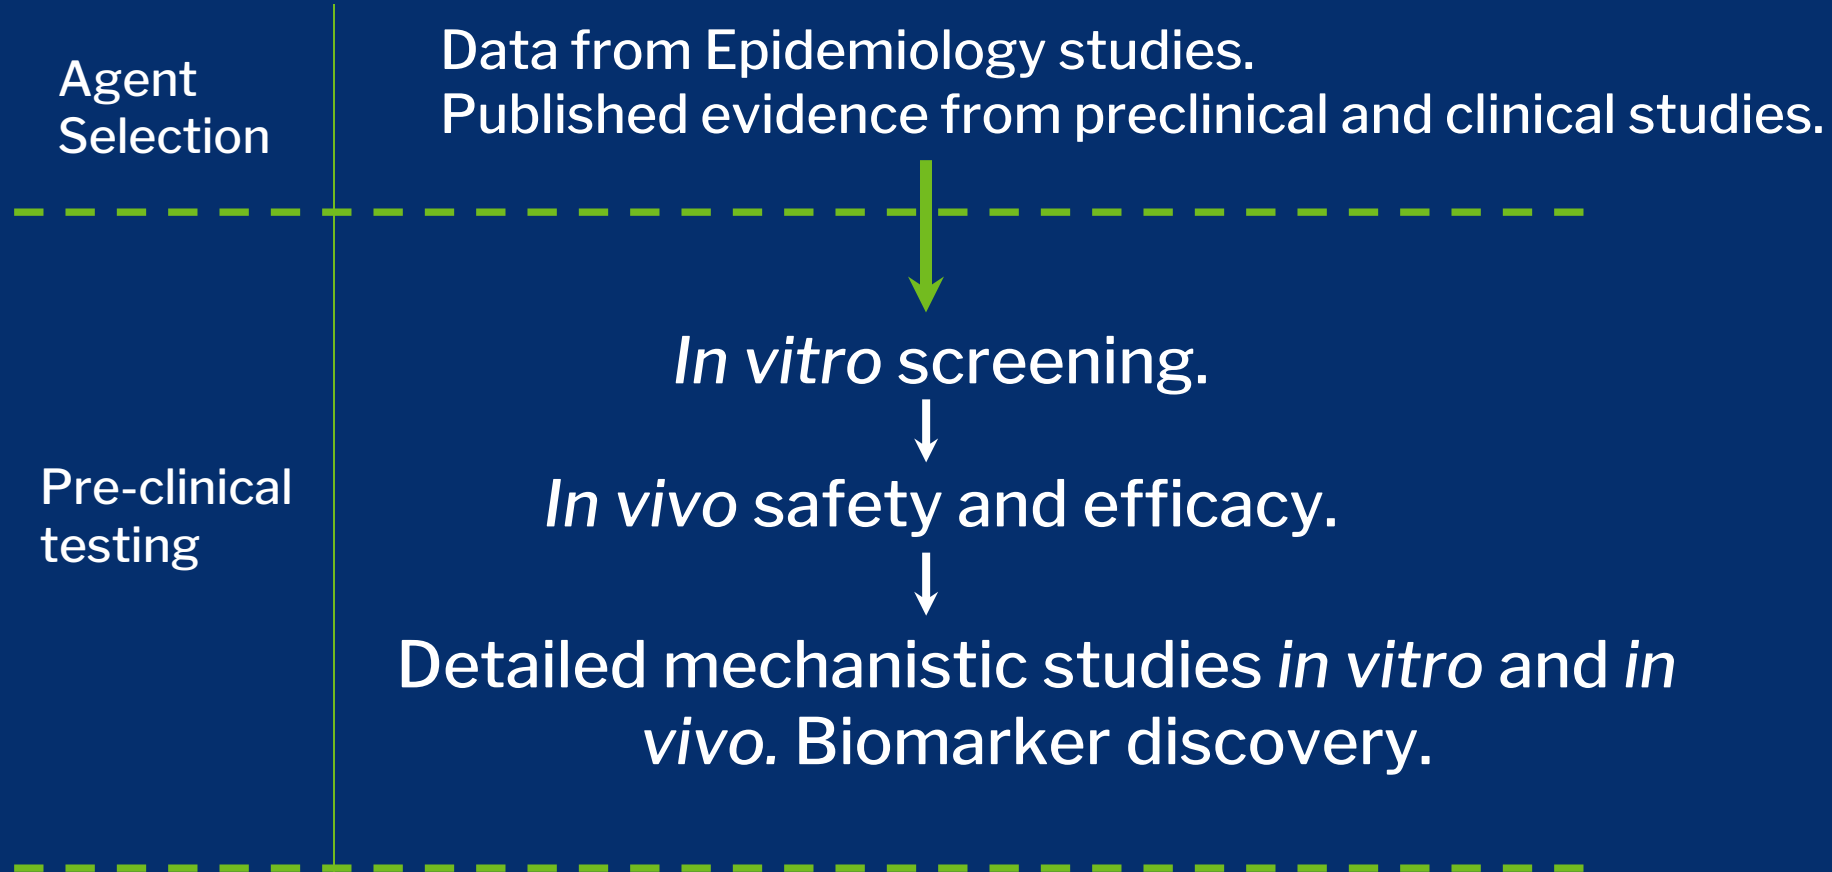 Agent
Selection
Data from Epidemiology studies.
Published evidence from preclinical and clinical studies.
In vitro screening.
Pre-clinical
testing
In vivo safety and efficacy.
Detailed mechanistic studies in vitro and in
vivo. Biomarker discovery.